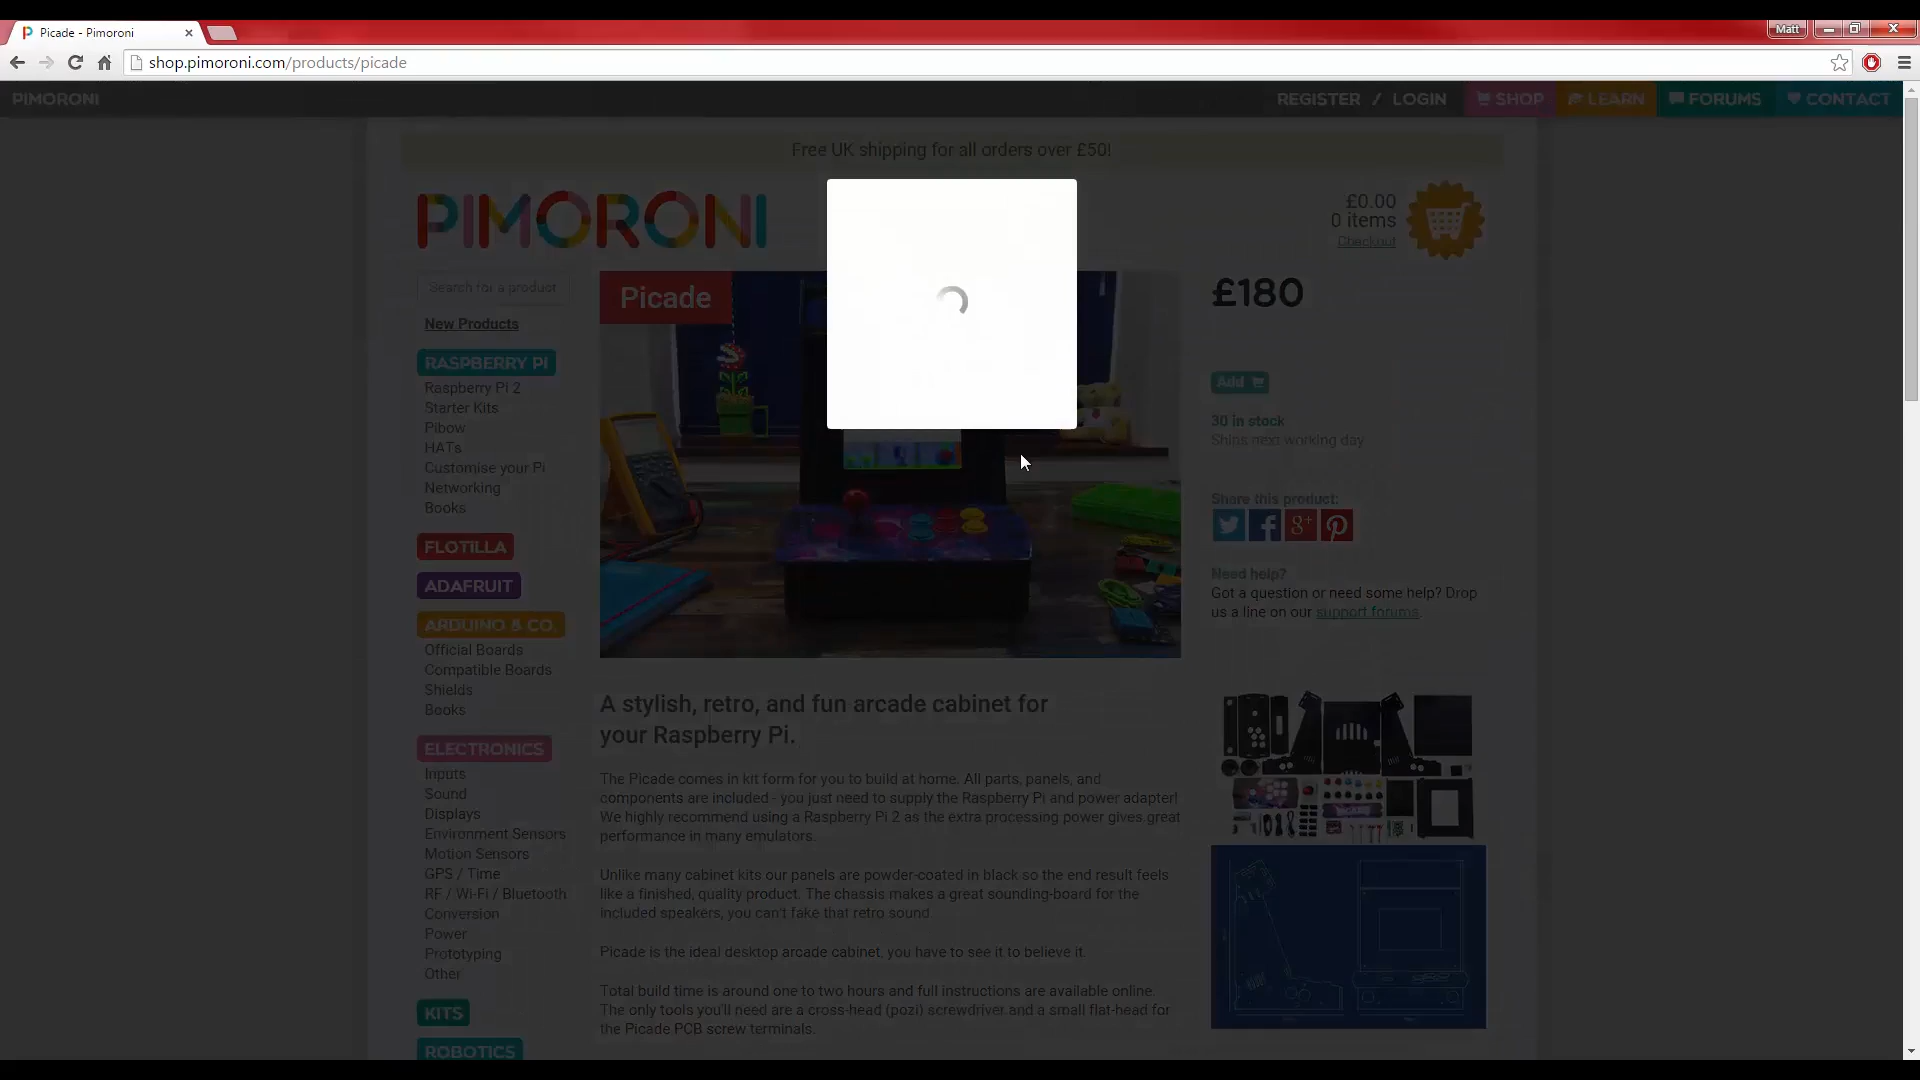 Picade - Pimoroni
Matt
shop.pimoroni.com/products/picade
PIMORONI
REGISTER / LOGIN
SHOP
LEARN
FORUMS
CONTACT
Free UK shipping for all orders over £50!
PIMORONI
£0.00
0 items
Checkout
Search for a product
New Products
RASPBERRY PI
Raspberry Pi 2
Starter Kits
Pibow
HATs
Customise your Pi
Networking
Books
FLOTILLA
ADAFRUIT
ARDUINO & CO.
Official Boards
Compatible Boards
Shields
Books
ELECTRONICS
Inputs
Sound
Displays
Environment Sensors
Motion Sensors
GPS / Time
RF / Wi-Fi / Bluetooth
Conversion
Power
Prototyping
Other
KITS
ROBOTICS
Picade
A stylish, retro, and fun arcade cabinet for
your Raspberry Pi.
The Picade comes in kit form for you to build at home. All parts, panels, and
components are included - you just need to supply the Raspberry Pi and power adapter!
We highly recommend using a Raspberry Pi 2 as the extra processing power gives great
performance in many emulators.
Unlike many cabinet kits our panels are powder-coated in black so the end result feels
like a finished, quality product. The chassis makes a great sounding-board for the
included speakers, you can't fake that retro sound.
Picade is the ideal desktop arcade cabinet, you have to see it to believe it.
Total build time is around one to two hours and full instructions are available online.
The only tools you'll need are a cross-head (pozi) screwdriver and a small flat-head for
the Picade PCB screw terminals.
£180
Add
30 in stock
Ships next working day
Share this product:
Need help?
Got a question or need some help? Drop
us a line on our support forums.